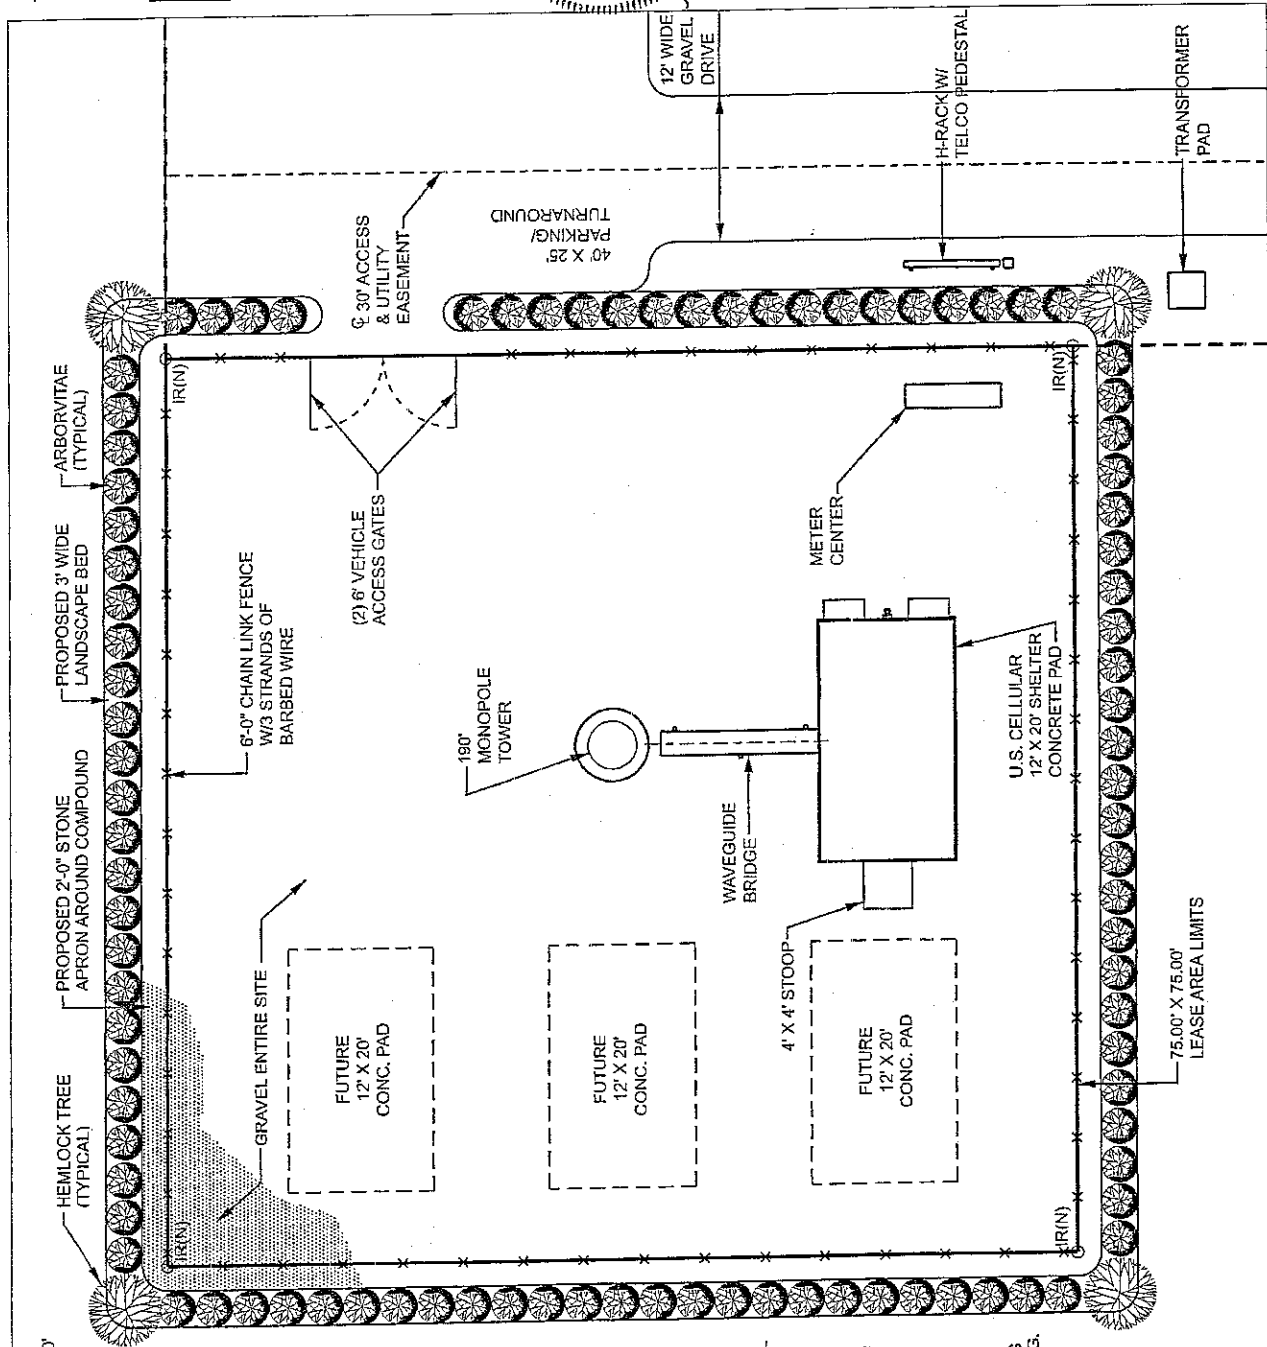 12' WIDE
GRAVEL
DRIVE
H-RACK W/
TELCO PEDESTAL
TRANSFORMER
PAD
℄ 30' ACCESS
& UTILITY
EASEMENT
40' X 25'
PARKING/
TURNAROUND
ARBORVITAE
(TYPICAL)
PROPOSED 3' WIDE
LANDSCAPE BED
PROPOSED 2'-0" STONE
APRON AROUND COMPOUND
HEMLOCK TREE
(TYPICAL)
IR(N)
IR(N)
(2) 6' VEHICLE
ACCESS GATES
6'-0" CHAIN LINK FENCE
W/3 STRANDS OF
BARBED WIRE
METER
CENTER
190'
MONOPOLE
TOWER
U.S. CELLULAR
12' X 20' SHELTER
CONCRETE PAD
WAVEGUIDE
BRIDGE
GRAVEL ENTIRE SITE
4' X 4' STOOP
FUTURE
12' X 20'
CONC. PAD
FUTURE
12' X 20'
CONC. PAD
FUTURE
12' X 20'
CONC. PAD
75.00' X 75.00'
LEASE AREA LIMITS
IR(N)
IR(N)